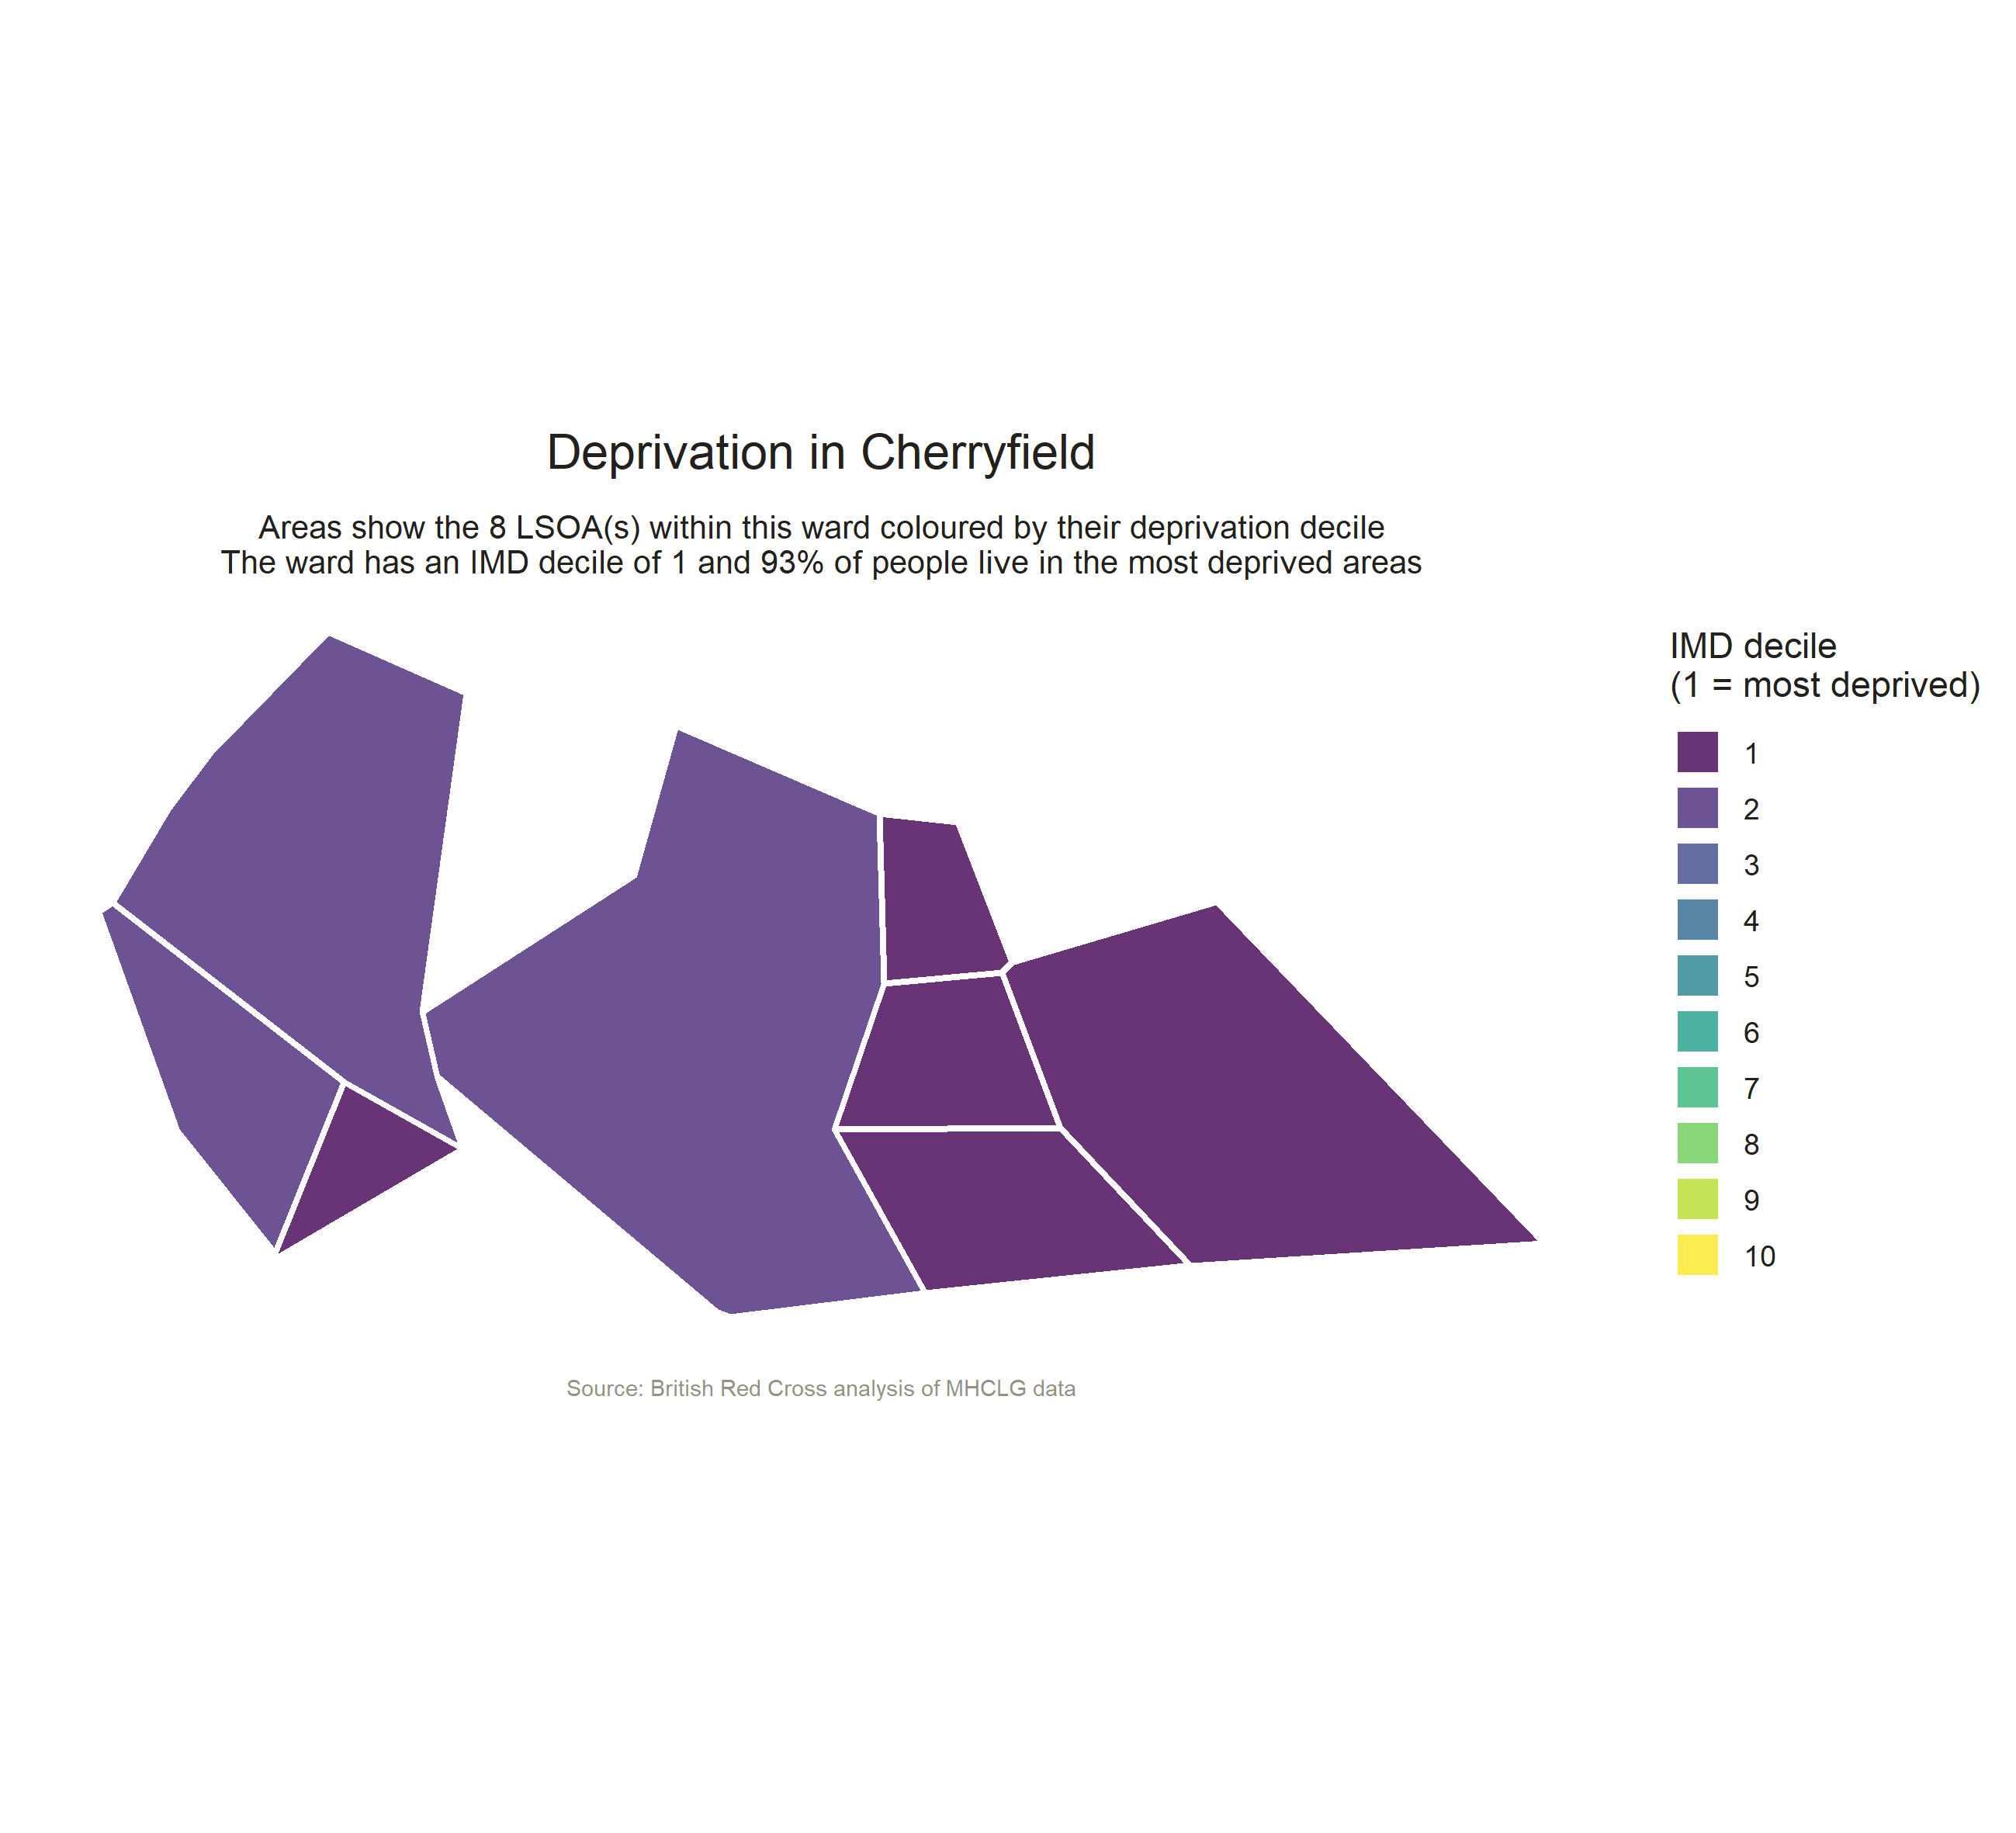 Deprivation in Cherryfield
Areas show the 8 LSOA(s) within this ward coloured by their deprivation decile
The ward has an IMD decile of 1 and 93% of people live in the most deprived areas
IMD decile
(1 = most deprived)
1
2
3
4
5
6
7
8
9
10
Source: British Red Cross analysis of MHCLG data